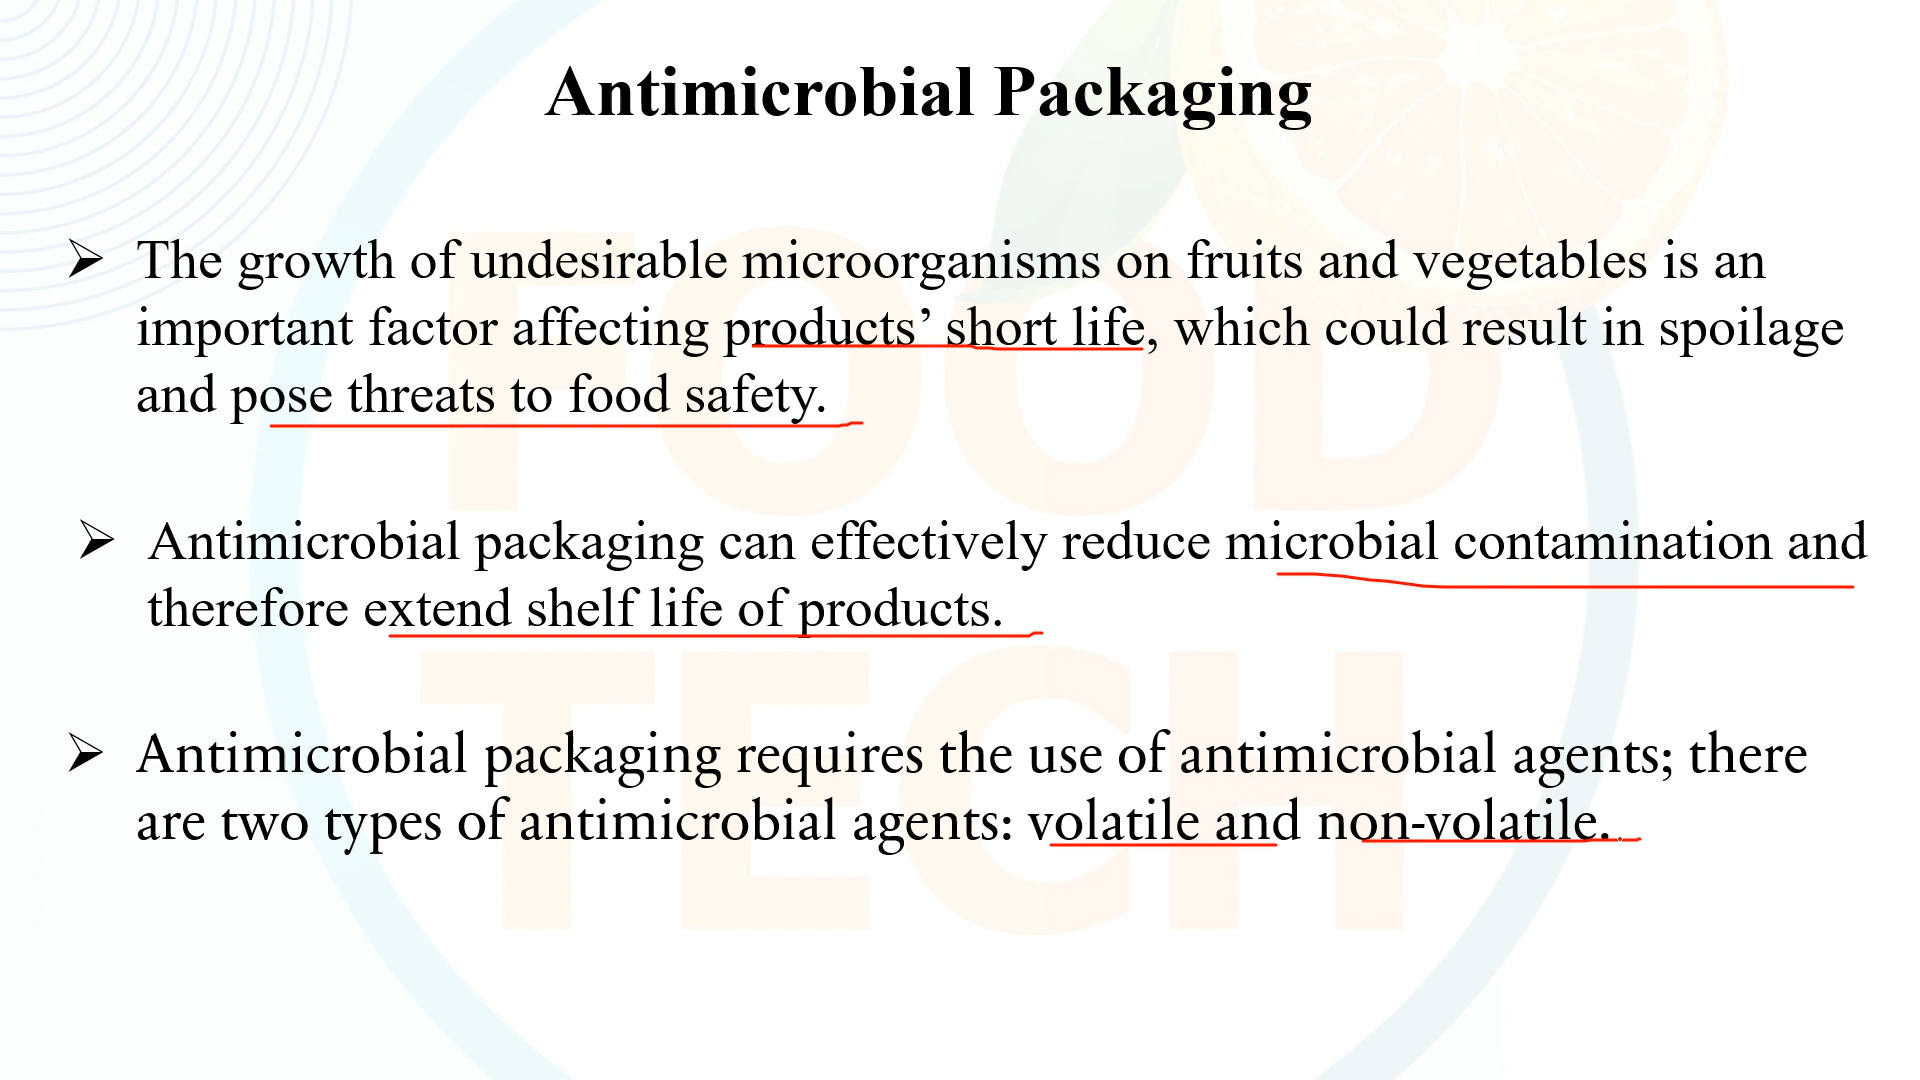 Antimicrobial Packaging
➢ The growth of undesirable microorganisms on fruits and vegetables is an
important factor affecting products’ short life, which could result in spoilage
and pose threats to food safety.
➢ Antimicrobial packaging can effectively reduce microbial contamination and
therefore extend shelf life of products.
➢ Antimicrobial packaging requires the use of antimicrobial agents; there
are two types of antimicrobial agents: volatile and non-volatile.
FOOD
TECH